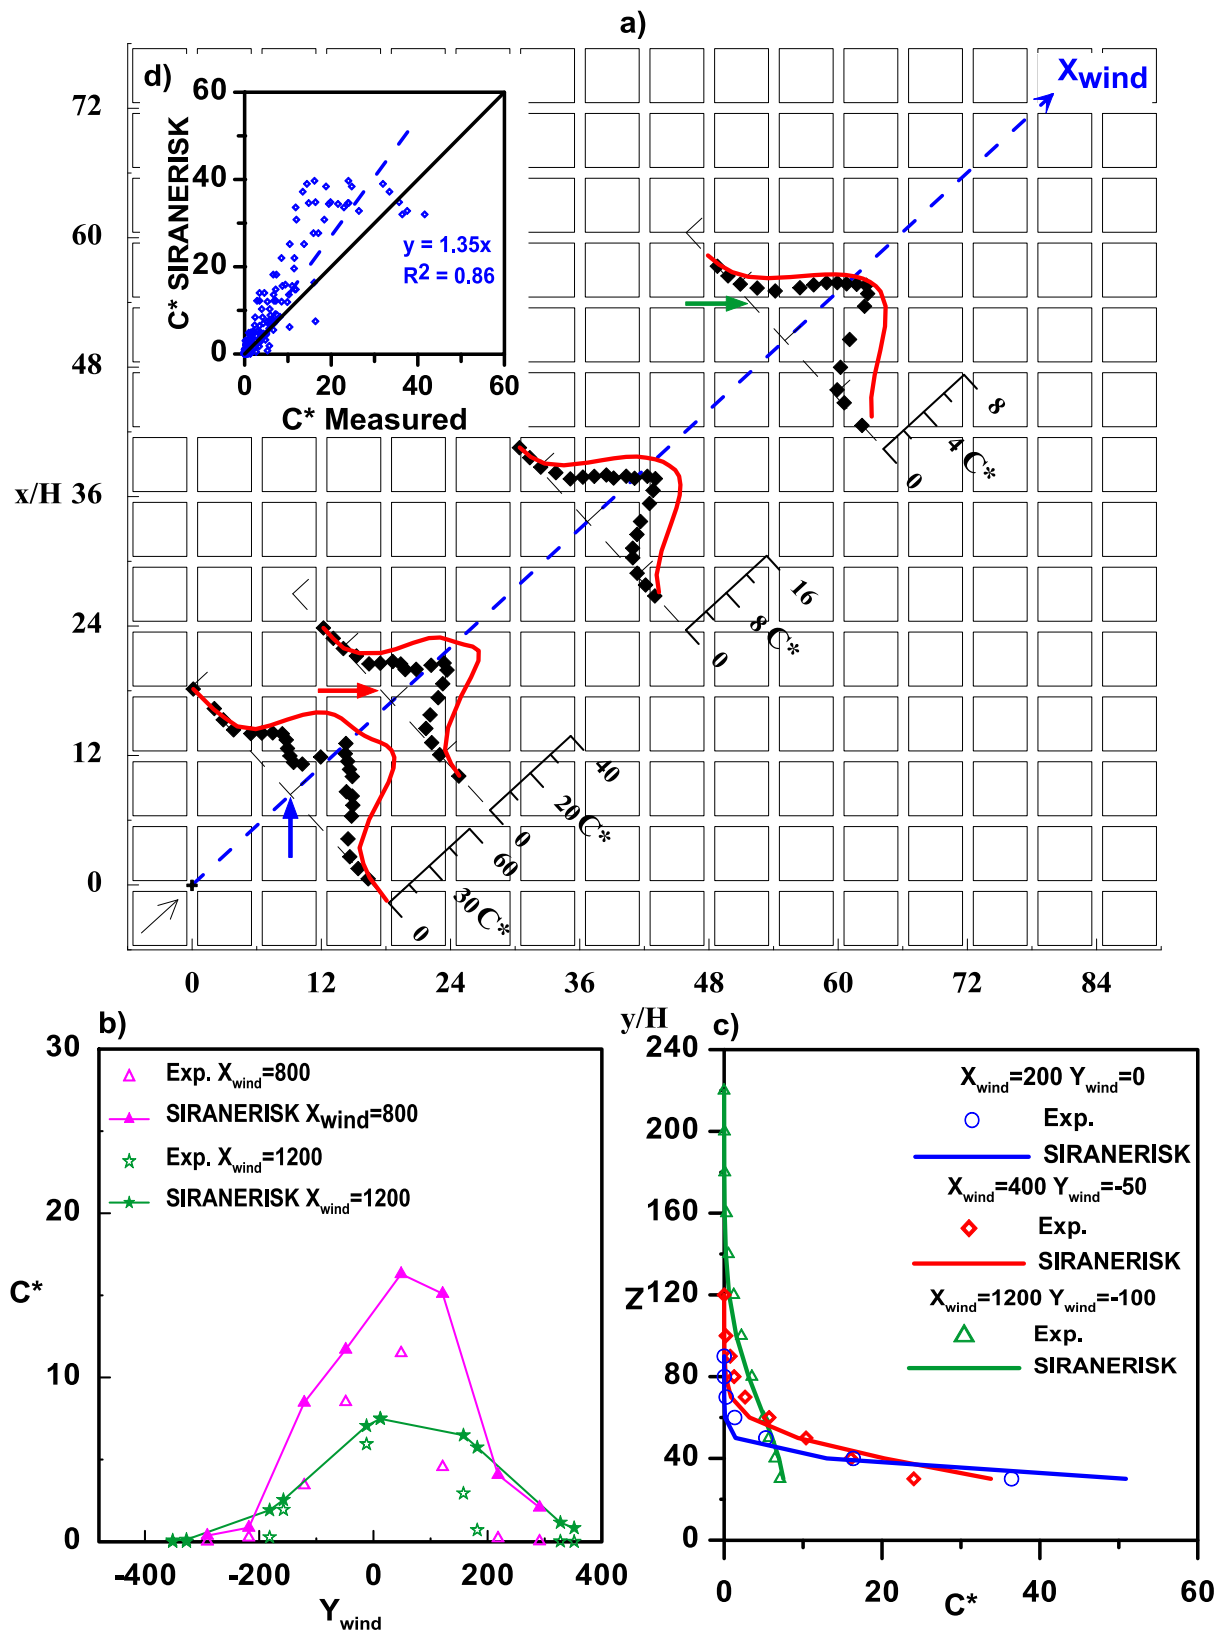 a)
X wind
d)
60
40
20
0
C* SIRANERISK
y = 1.35x
R2 = 0.86
0 20 40 60
C* Measured
72
60
48
36
24
12
0
x/H
8
4 C*
0
16
8 C*
0
40
20 C*
0
60
30 C*
0
0 12 24 36 48 60 72 84
y/H
b)
30
20
10
0
C*
Exp. Xwind=800
SIRANERISK Xwind=800
Exp. Xwind=1200
SIRANERISK Xwind=1200
-400 -200 0 200 400
Ywind
c)
240
200
160
120
80
40
0
Z
Xwind=200 Ywind=0
Exp.
SIRANERISK
Xwind=400 Ywind=-50
Exp.
SIRANERISK
Xwind=1200 Ywind=-100
Exp.
SIRANERISK
0 20 40 60
C*